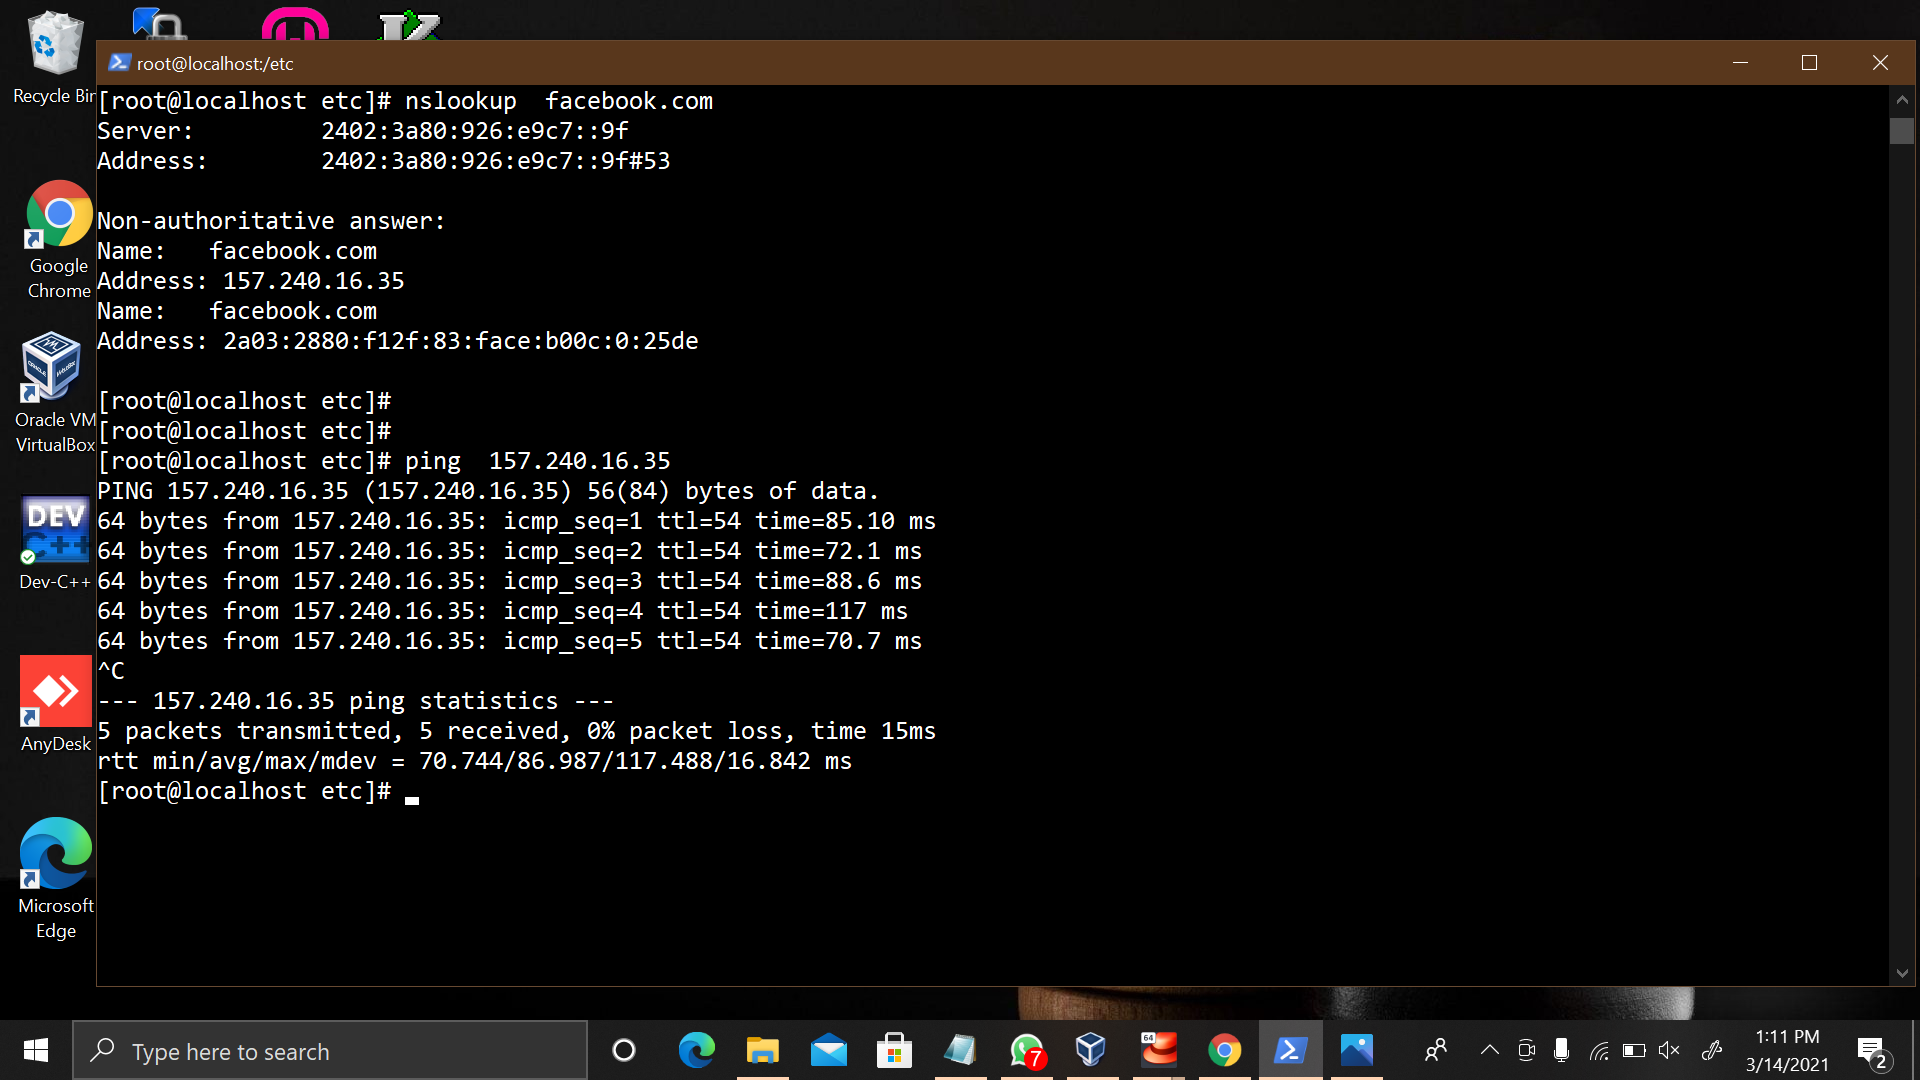 Recycle Bin
root@localhost:/etc
[root@localhost etc]# nslookup  facebook.com
Server:         2402:3a80:926:e9c7::9f
Address:        2402:3a80:926:e9c7::9f#53
Non-authoritative answer:
Name:   facebook.com
Address: 157.240.16.35
Name:   facebook.com
Address: 2a03:2880:f12f:83:face:b00c:0:25de
[root@localhost etc]#
[root@localhost etc]#
[root@localhost etc]# ping  157.240.16.35
PING 157.240.16.35 (157.240.16.35) 56(84) bytes of data.
64 bytes from 157.240.16.35: icmp_seq=1 ttl=54 time=85.10 ms
64 bytes from 157.240.16.35: icmp_seq=2 ttl=54 time=72.1 ms
64 bytes from 157.240.16.35: icmp_seq=3 ttl=54 time=88.6 ms
64 bytes from 157.240.16.35: icmp_seq=4 ttl=54 time=117 ms
64 bytes from 157.240.16.35: icmp_seq=5 ttl=54 time=70.7 ms
^C
--- 157.240.16.35 ping statistics ---
5 packets transmitted, 5 received, 0% packet loss, time 15ms
rtt min/avg/max/mdev = 70.744/86.987/117.488/16.842 ms
[root@localhost etc]#
Google
Chrome
Oracle VM
VirtualBox
DEV
C++
Dev-C++
AnyDesk
Microsoft
Edge
Type here to search
7
64
1:11 PM
3/14/2021
2